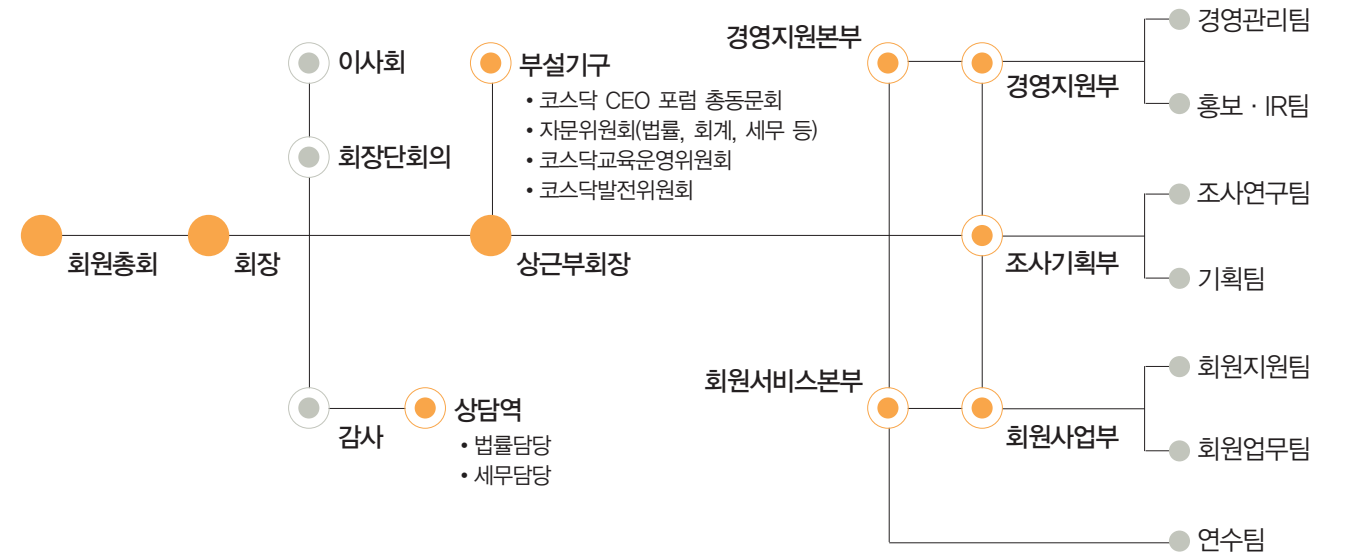 회원총회
회장
이사회
회장단회의
감사
상담역
• 법률담당
• 세무담당
부설기구
• 코스닥 CEO 포럼 총동문회
• 자문위원회(법률, 회계, 세무 등)
• 코스닥교육운영위원회
• 코스닥발전위원회
상근부회장
경영지원본부
경영지원부
경영관리팀
홍보 · IR팀
조사기획부
조사연구팀
기획팀
회원서비스본부
회원사업부
회원지원팀
회원업무팀
연수팀